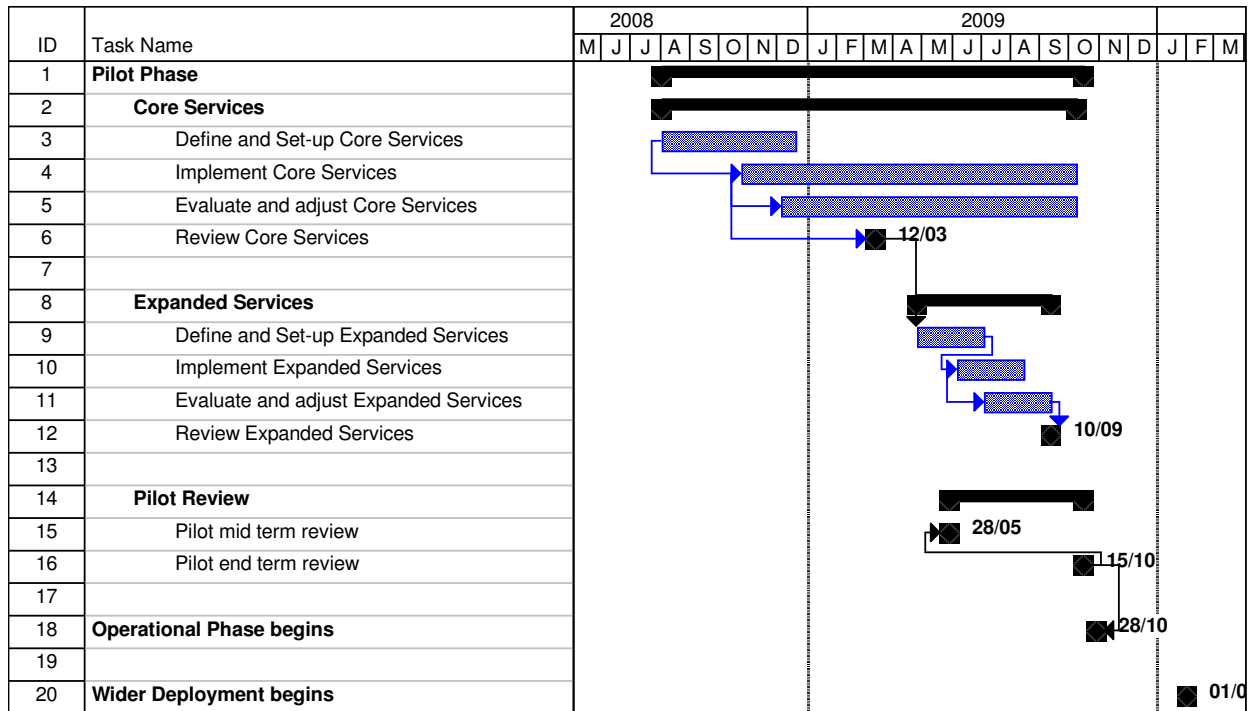 2008 2009
ID Task Name M J J A S O N D J F M A M J J A S O N D J F M
1 Pilot Phase
2 Core Services
3 Define and Set-up Core Services
4 Implement Core Services
5 Evaluate and adjust Core Services
6 Review Core Services 12/03
7
8 Expanded Services
9 Define and Set-up Expanded Services
10 Implement Expanded Services
11 Evaluate and adjust Expanded Services
12 Review Expanded Services 10/09
13
14 Pilot Review
15 Pilot mid term review 28/05
16 Pilot end term review 15/10
17
18 Operational Phase begins 28/10
19
20 Wider Deployment begins 01/0